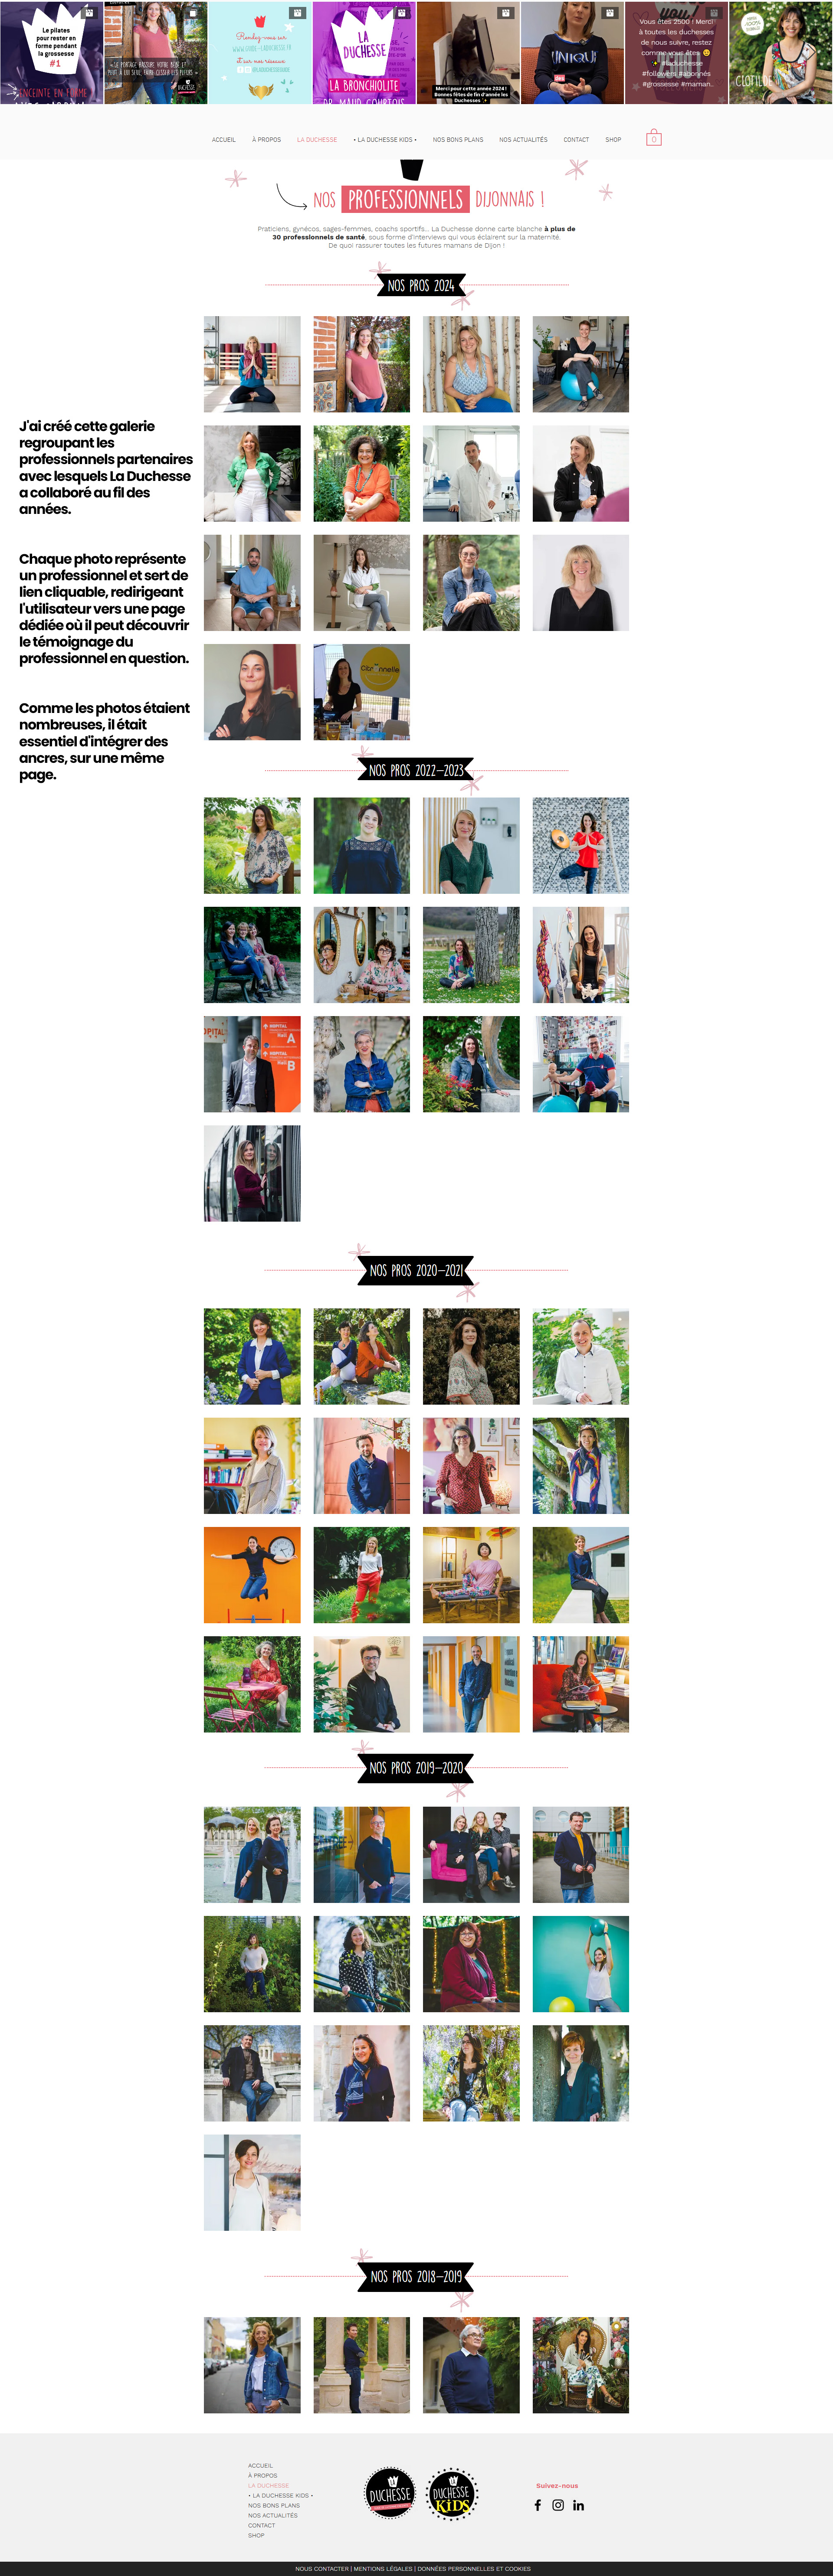 Le pilates
pour rester en
forme pendant
la grossesse
#1
ENCEINTE EN FORME
« LE PORTAGE RASSURE VOTRE BÉBÉ ET
PETIT À LUI SERA FAIRE CESSER LES PLEURS »
DUCHESSE
Rendez-vous sur
WWW.GUIDE-LADUCHESSE.FR
et sur nos réseaux
LA
DUCHESSE
LA BRONCHIOLITE
DR. MAUD COURTOIS
Merci pour cette année 2024 !
Bonnes fêtes de fin d'année les
Duchesses ✨
UNIQUE
Vous êtes 2500 ! Merci
à toutes les duchesses
de nous suivre, restez
comme vous êtes 😉
✨ #laduchesse
#followers #abonnés
#grossesse #maman..
CLOTILDE
ACCUEIL À PROPOS LA DUCHESSE • LA DUCHESSE KIDS • NOS BONS PLANS NOS ACTUALITÉS CONTACT SHOP 0
NOS PROFESSIONNELS DIJONNAIS !
Praticiens, gynécos, sages-femmes, coachs sportifs... La Duchesse donne carte blanche à plus de
30 professionnels de santé, sous forme d'interviews qui vous éclairent sur la maternité.
De quoi rassurer toutes les futures mamans de Dijon !
NOS PROS 2024
J'ai créé cette galerie
regroupant les
professionnels partenaires
avec lesquels La Duchesse
a collaboré au fil des
années.
Chaque photo représente
un professionnel et sert de
lien cliquable, redirigeant
l'utilisateur vers une page
dédiée où il peut découvrir
le témoignage du
professionnel en question.
Comme les photos étaient
nombreuses, il était
essentiel d'intégrer des
ancres, sur une même
page.
Citronnelle
NOS PROS 2022-2023
HOPITAL
A
HOPITAL
B
NOS PROS 2020-2021
NOS PROS 2019-2020
NOS PROS 2018-2019
ACCUEIL
À PROPOS
LA DUCHESSE
• LA DUCHESSE KIDS •
NOS BONS PLANS
NOS ACTUALITÉS
CONTACT
SHOP
DUCHESSE
DUCHESSE
KiDS
Suivez-nous
NOUS CONTACTER | MENTIONS LÉGALES | DONNÉES PERSONNELLES ET COOKIES